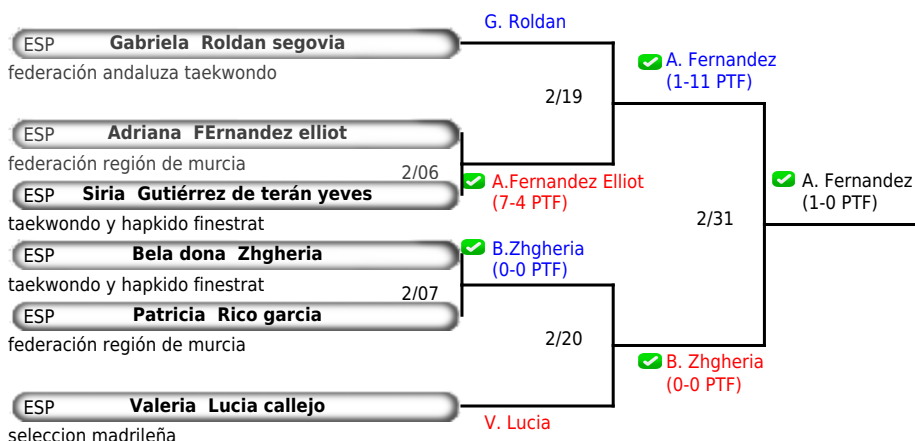 G. Roldan
ESP Gabriela Roldan segovia
federación andaluza taekwondo
A. Fernandez
(1-11 PTF)
2/19
ESP Adriana FErnandez elliot
federación región de murcia
2/06
A.Fernandez Elliot
(7-4 PTF)
A. Fernandez
(1-0 PTF)
ESP Siria Gutiérrez de terán yeves
taekwondo y hapkido finestrat
2/31
ESP Bela dona Zhgheria
B.Zhgheria
(0-0 PTF)
taekwondo y hapkido finestrat
2/07
ESP Patricia Rico garcia
federación región de murcia
2/20
B. Zhgheria
(0-0 PTF)
ESP Valeria Lucia callejo
V. Lucia
seleccion madrileña